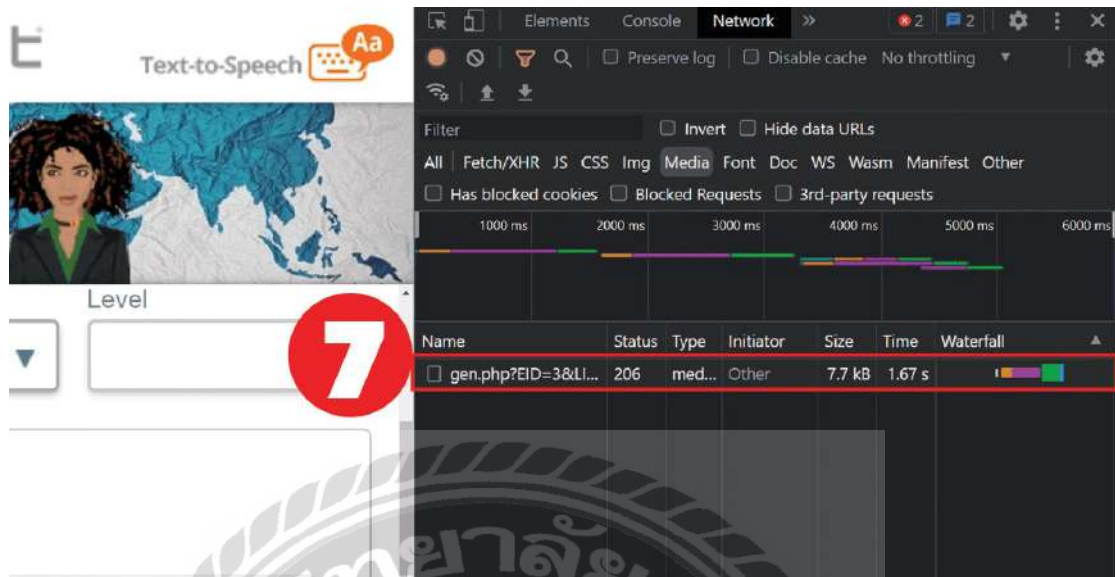 Text-to-Speech
Aa
Level
7
Elements Console Network » 2 2
Preserve log Disable cache No throttling
Filter Invert Hide data URLs
All Fetch/XHR JS CSS Img Media Font Doc WS Wasm Manifest Other
Has blocked cookies Blocked Requests 3rd-party requests
1000 ms 2000 ms 3000 ms 4000 ms 5000 ms 6000 ms
Name Status Type Initiator Size Time Waterfall
gen.php?EID=3&LI... 206 med... Other 7.7 kB 1.67 s